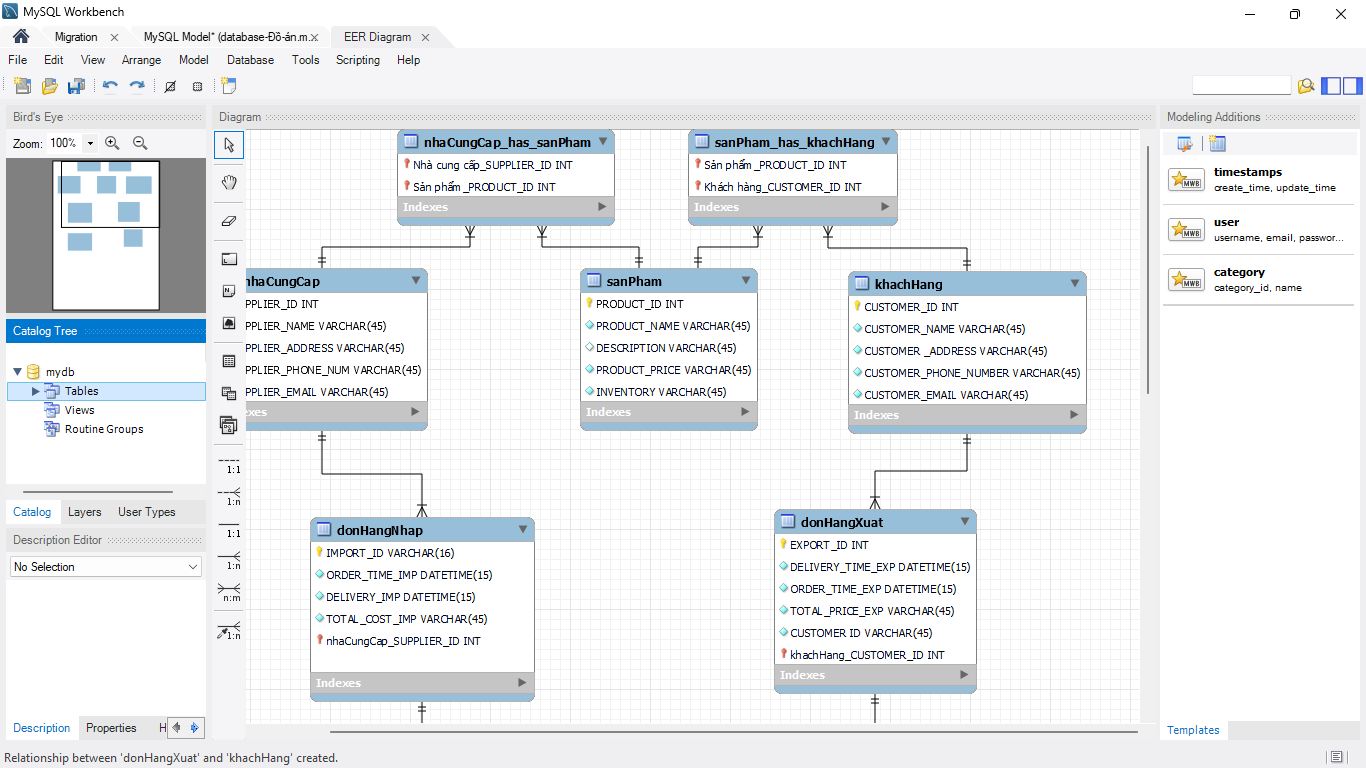 MySQL Workbench
Migration
MySQL Model* (database-Đồ-án.m...
EER Diagram
File Edit View Arrange Model Database Tools Scripting Help
Bird's Eye
Zoom: 100%
Catalog Tree
mydb
Tables
Views
Routine Groups
Catalog Layers User Types
Description Editor
No Selection
Description Properties H
Diagram
1:1
1:n
1:1
1:n
n:m
1:n
nhaCungCap_has_sanPham
Nhà cung cấp_SUPPLIER_ID INT
Sản phẩm _PRODUCT_ID INT
Indexes
sanPham_has_khachHang
Sản phẩm _PRODUCT_ID INT
Khách hàng_CUSTOMER_ID INT
Indexes
nhaCungCap
PPLIER_ID INT
PPLIER_NAME VARCHAR(45)
PPLIER_ADDRESS VARCHAR(45)
PPLIER_PHONE_NUM VARCHAR(45)
PPLIER_EMAIL VARCHAR(45)
exes
sanPham
PRODUCT_ID INT
PRODUCT_NAME VARCHAR(45)
DESCRIPTION VARCHAR(45)
PRODUCT_PRICE VARCHAR(45)
INVENTORY VARCHAR(45)
Indexes
khachHang
CUSTOMER_ID INT
CUSTOMER_NAME VARCHAR(45)
CUSTOMER _ADDRESS VARCHAR(45)
CUSTOMER_PHONE_NUMBER VARCHAR(45)
CUSTOMER_EMAIL VARCHAR(45)
Indexes
donHangNhap
IMPORT_ID VARCHAR(16)
ORDER_TIME_IMP DATETIME(15)
DELIVERY_IMP DATETIME(15)
TOTAL_COST_IMP VARCHAR(45)
nhaCungCap_SUPPLIER_ID INT
Indexes
donHangXuat
EXPORT_ID INT
DELIVERY_TIME_EXP DATETIME(15)
ORDER_TIME_EXP DATETIME(15)
TOTAL_PRICE_EXP VARCHAR(45)
CUSTOMER ID VARCHAR(45)
khachHang_CUSTOMER_ID INT
Indexes
Modeling Additions
timestamps
create_time, update_time
user
username, email, passwor...
category
category_id, name
MWB
MWB
MWB
Templates
Relationship between 'donHangXuat' and 'khachHang' created.